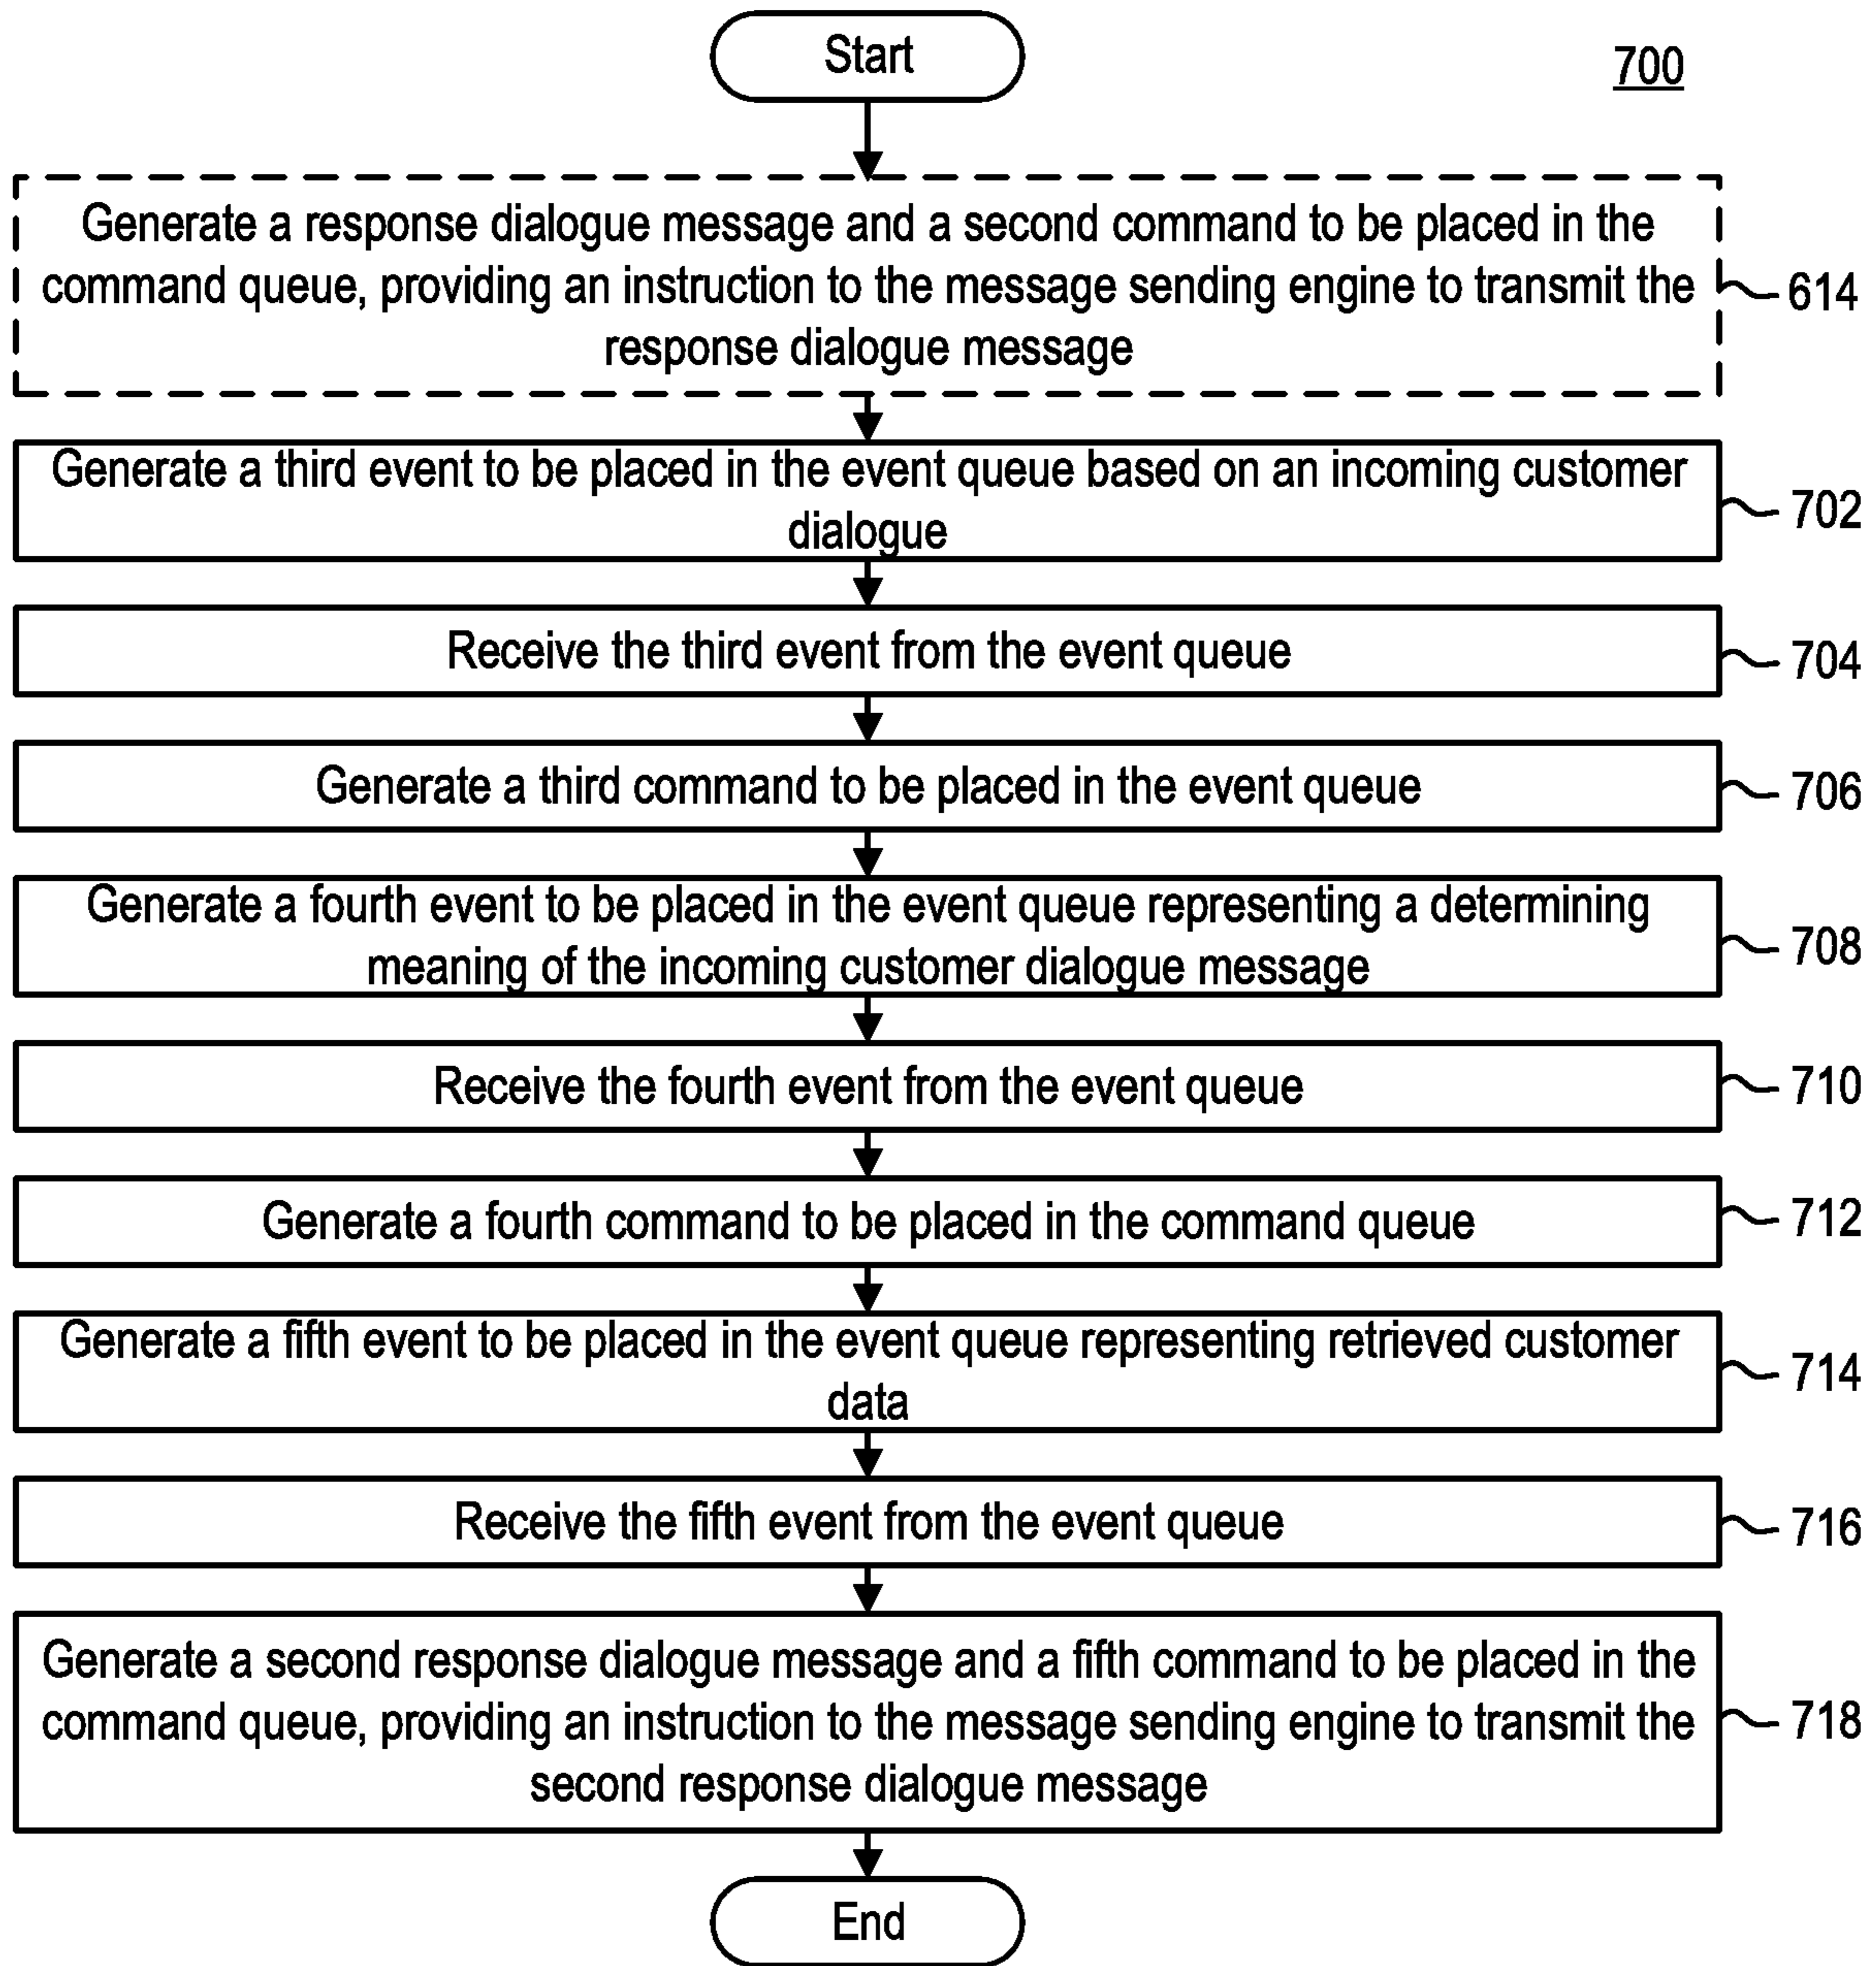 Start
700
Generate a response dialogue message and a second command to be placed in the
command queue, providing an instruction to the message sending engine to transmit the
response dialogue message
614
Generate a third event to be placed in the event queue based on an incoming customer
dialogue
702
Receive the third event from the event queue
704
Generate a third command to be placed in the event queue
706
Generate a fourth event to be placed in the event queue representing a determining
meaning of the incoming customer dialogue message
708
Receive the fourth event from the event queue
710
Generate a fourth command to be placed in the command queue
712
Generate a fifth event to be placed in the event queue representing retrieved customer
data
714
Receive the fifth event from the event queue
716
Generate a second response dialogue message and a fifth command to be placed in the
command queue, providing an instruction to the message sending engine to transmit the
second response dialogue message
718
End